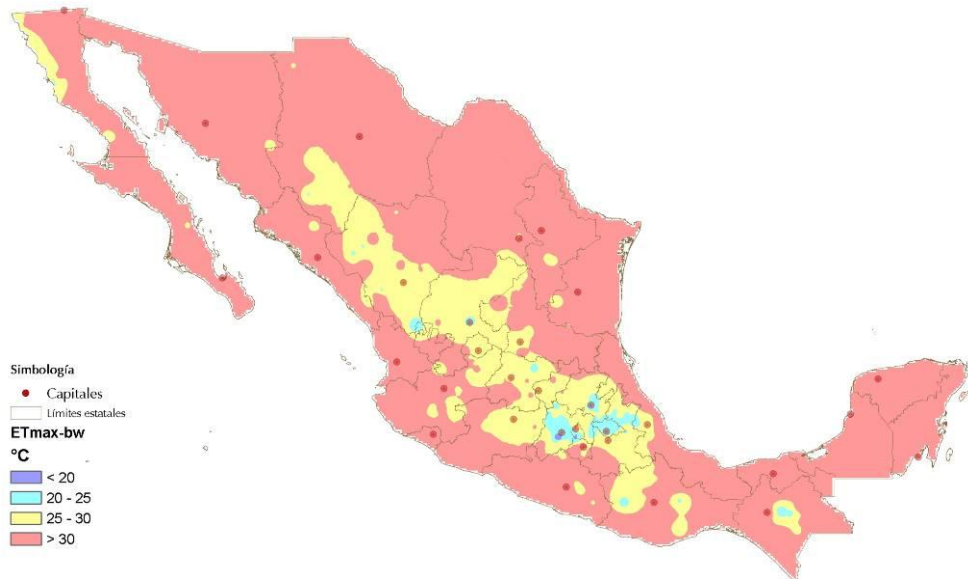 Simbología
Capitales
Límites estatales
ETmax-bw
°C
< 20
20 - 25
25 - 30
> 30